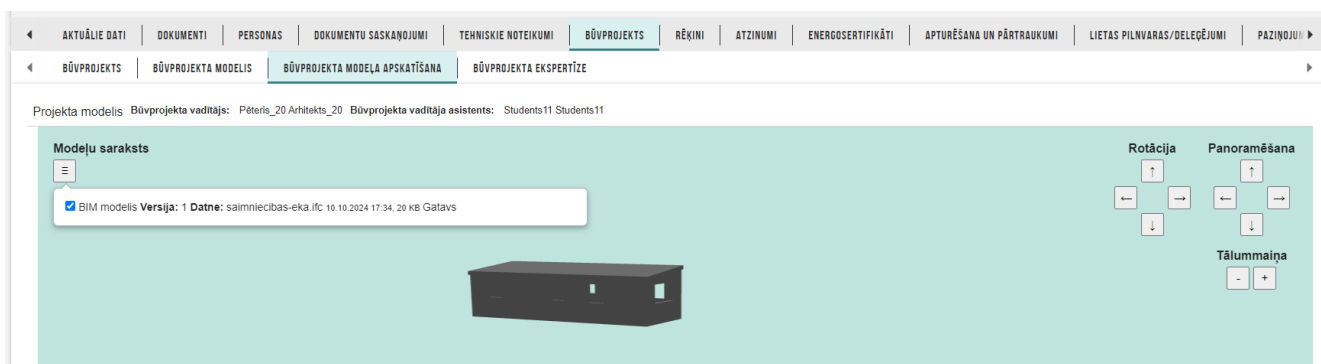 AKTUĀLIE DATI DOKUMENTI PERSONAS DOKUMENTU SASKAŅOJUMI TEHNISKIE NOTEIKUMI BŪVPROJEKTS RĒĶINI ATZINUMI ENERGOSERTIFIKĀTI APTURĒŠANA UN PĀRTRAUKUMI LIETAS PILNVARAS/DELEĢĒJUMI PAZIŅOJUM
BŪVPROJEKTS BŪVPROJEKTA MODELIS BŪVPROJEKTA MODEĻA APSKATĪŠANA BŪVPROJEKTA EKSPERTĪZE
Projekta modelis Būvprojekta vadītājs: Pēteris_20 Arhitekts_20 Būvprojekta vadītāja asistents: Students11 Students11
Modeļu saraksts Rotācija Panoramēšana
☰ ↑ ↑
BIM modelis Versija: 1 Datne: saimniecibas-eka.ifc 10.10.2024 17:34, 20 KB Gatavs ← → ← →
↓ ↓
Tālummaiņa
- +